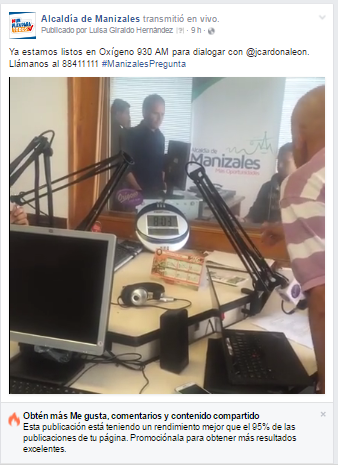 Alcaldía de Manizales transmitió en vivo.
Publicado por Luisa Giraldo Hernández · 9 h ·
Ya estamos listos en Oxígeno 930 AM para dialogar con @jcardonaleon.
Llámanos al 88411111 #ManizalesPregunta
Alcaldía de
Manizales
Más Oportunidades
Obtén más Me gusta, comentarios y contenido compartido
Esta publicación está teniendo un rendimiento mejor que el 95% de las
publicaciones de tu página. Promociónala para obtener más resultados
excelentes.